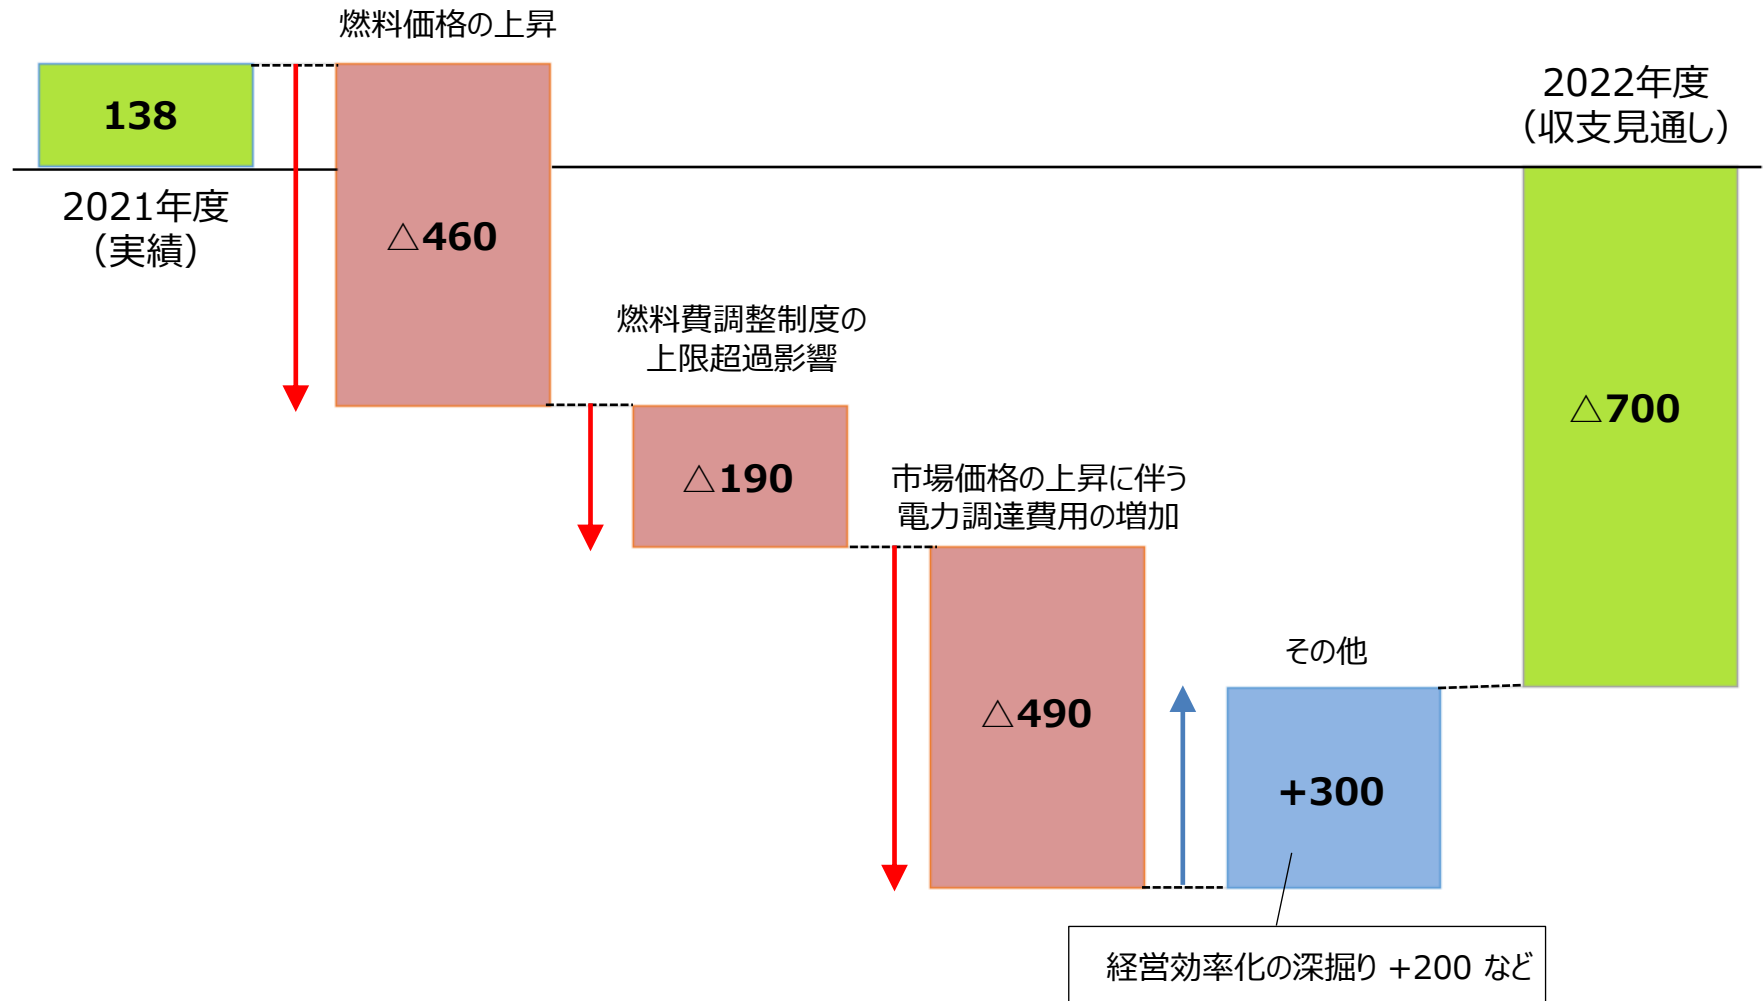 燃料価格の上昇
138
2021年度
（実績）
△460
燃料費調整制度の
上限超過影響
△190
市場価格の上昇に伴う
電力調達費用の増加
△490
その他
+300
経営効率化の深掘り +200 など
2022年度
（収支見通し）
△700